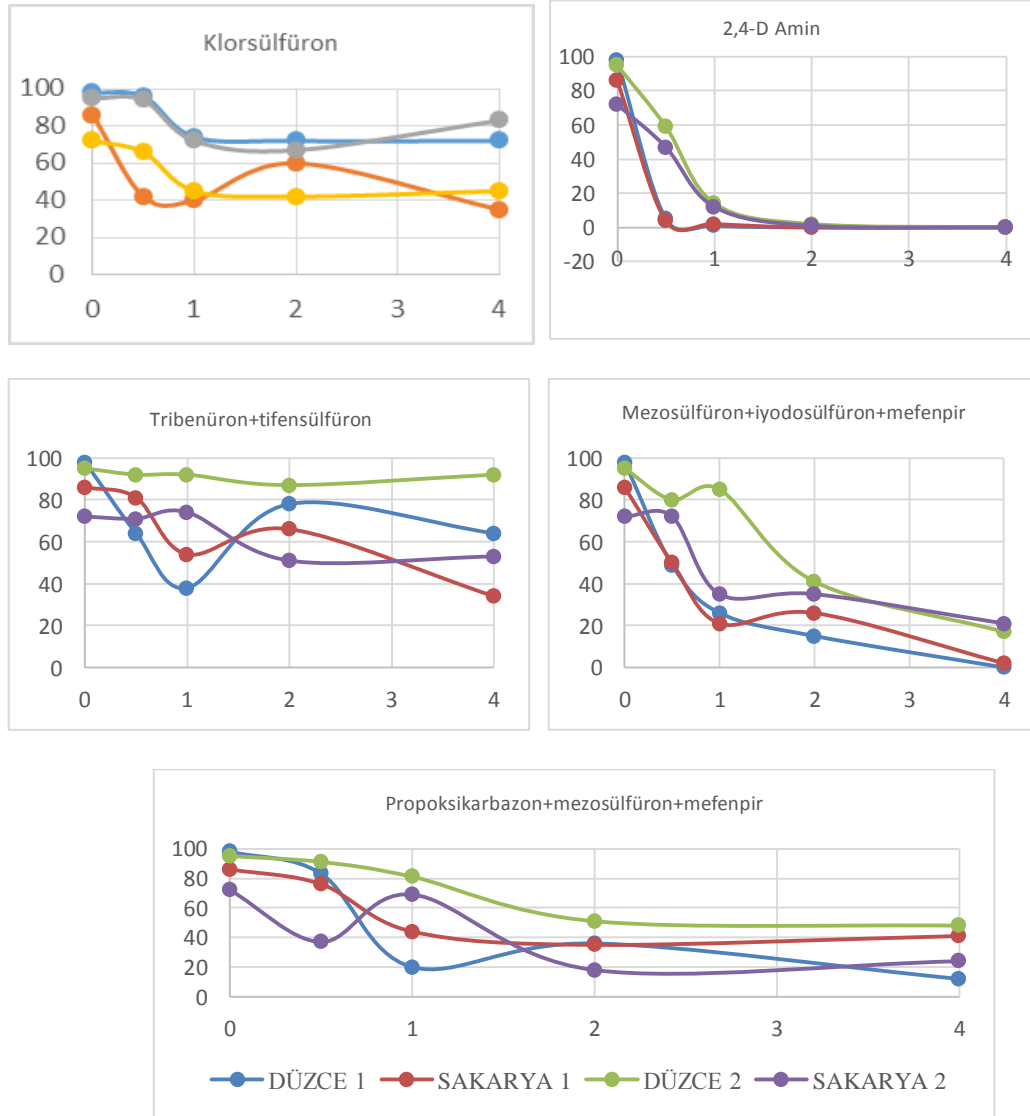 Klorsülfüron
100
80
60
40
20
0
0 1 2 3 4
2,4-D Amin
100
80
60
40
20
0
-20
0 1 2 3 4
Tribenüron+tifensülfüron
100
80
60
40
20
0
0 1 2 3 4
Mezosülfüron+iyodosülfüron+mefenpir
100
80
60
40
20
0
0 1 2 3 4
Propoksikarbazon+mezosülfüron+mefenpir
100
80
60
40
20
0
0 1 2 3 4
DÜZCE 1 SAKARYA 1 DÜZCE 2 SAKARYA 2